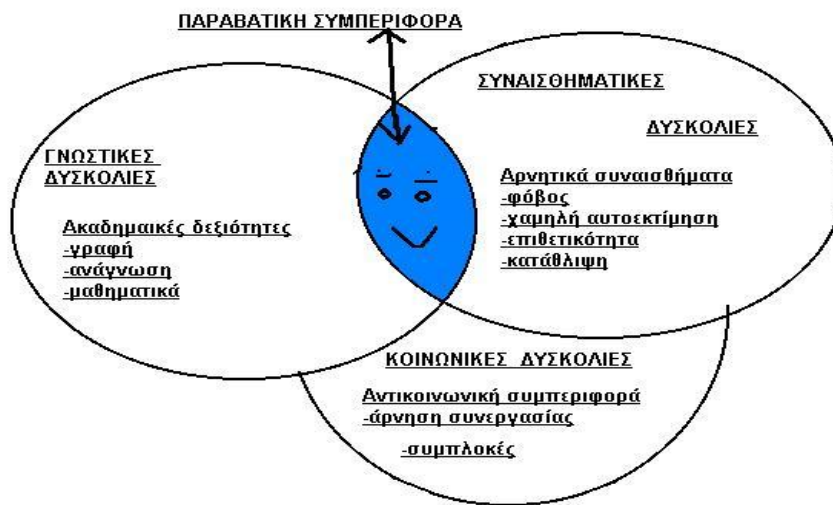 ΠΑΡΑΒΑΤΙΚΗ ΣΥΜΠΕΡΙΦΟΡΑ
ΓΝΩΣΤΙΚΕΣ
ΔΥΣΚΟΛΙΕΣ
Ακαδημαικές δεξιότητες
-γραφή
-ανάγνωση
-μαθηματικά
ΣΥΝΑΙΣΘΗΜΑΤΙΚΕΣ
ΔΥΣΚΟΛΙΕΣ
Αρνητικά συναισθήματα
-φόβος
-χαμηλή αυτοεκτίμηση
-επιθετικότητα
-κατάθλιψη
ΚΟΙΝΩΝΙΚΕΣ ΔΥΣΚΟΛΙΕΣ
Αντικοινωνική συμπεριφορά
-άρνηση συνεργασίας
-συμπλοκές